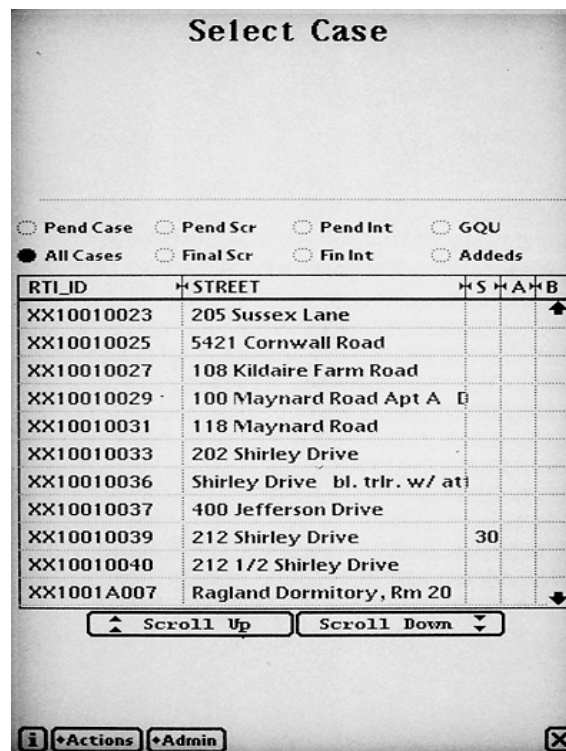 Select Case
Pend Case Pend Scr Pend Int GQU
All Cases Final Scr Fin Int Addeds
RTI_ID STREET S A B
XX10010023 205 Sussex Lane
XX10010025 5421 Cornwall Road
XX10010027 108 Kildaire Farm Road
XX10010029 100 Maynard Road Apt A D
XX10010031 118 Maynard Road
XX10010033 202 Shirley Drive
XX10010036 Shirley Drive bl. trlr. w/ att
XX10010037 400 Jefferson Drive
XX10010039 212 Shirley Drive 30
XX10010040 212 1/2 Shirley Drive
XX1001A007 Ragland Dormitory, Rm 20
Scroll Up Scroll Down
i Actions Admin X